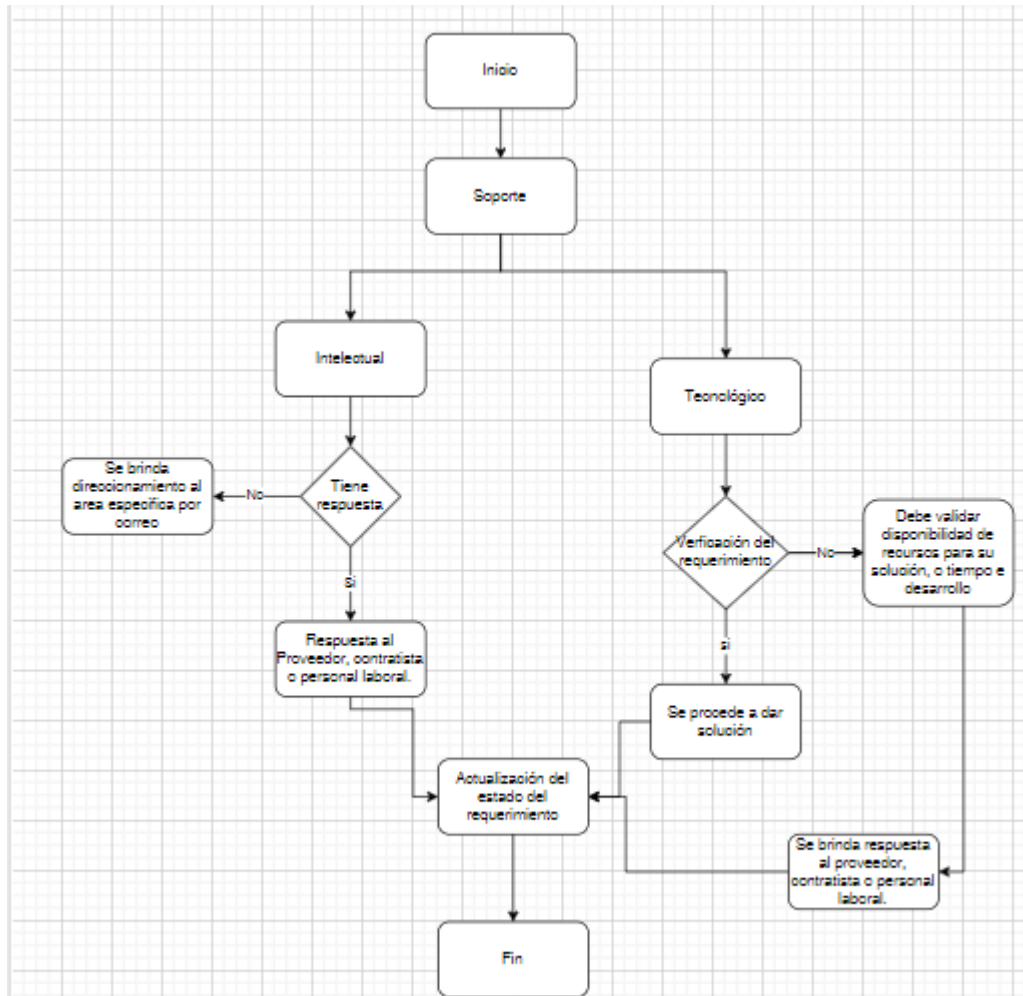 Inicio
Soporte
Intelectual
Tecnológico
Se brinda
direccionamiento al
area especifica por
correo
No
Tiene
respuesta
Verficación del
requerimiento
No
Debe validar
disponibilidad de
recursos para su
solución, o tiempo e
desarrollo
si
si
Respuesta al
Proveedor, contratista
o personal laboral.
Se procede a dar
solución
Actualización del
estado del
requerimiento
Se brinda respuesta
al proveedor,
contratista o personal
laboral.
Fin